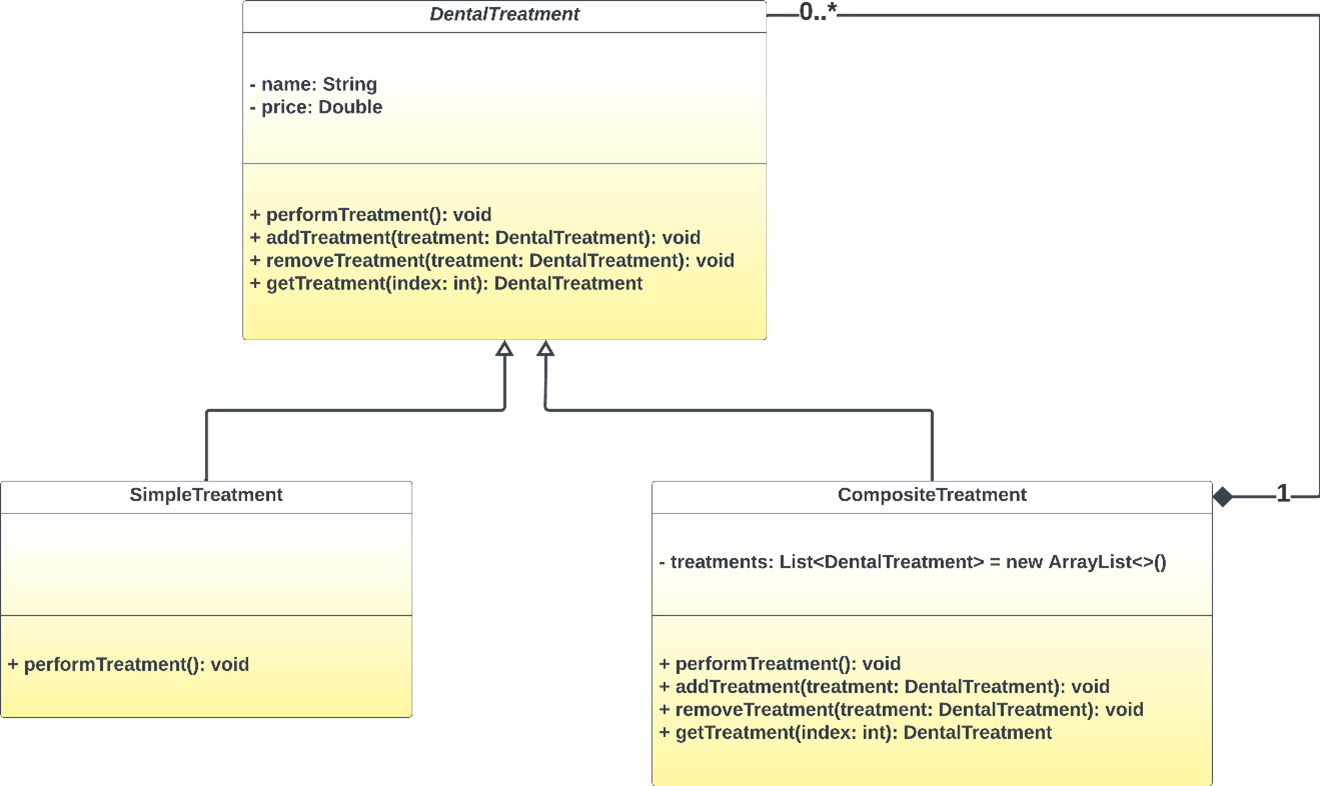 DentalTreatment
0..*
- name: String
- price: Double
+ performTreatment(): void
+ addTreatment(treatment: DentalTreatment): void
+ removeTreatment(treatment: DentalTreatment): void
+ getTreatment(index: int): DentalTreatment
SimpleTreatment
+ performTreatment(): void
CompositeTreatment
1
- treatments: List<DentalTreatment> = new ArrayList<>()
+ performTreatment(): void
+ addTreatment(treatment: DentalTreatment): void
+ removeTreatment(treatment: DentalTreatment): void
+ getTreatment(index: int): DentalTreatment